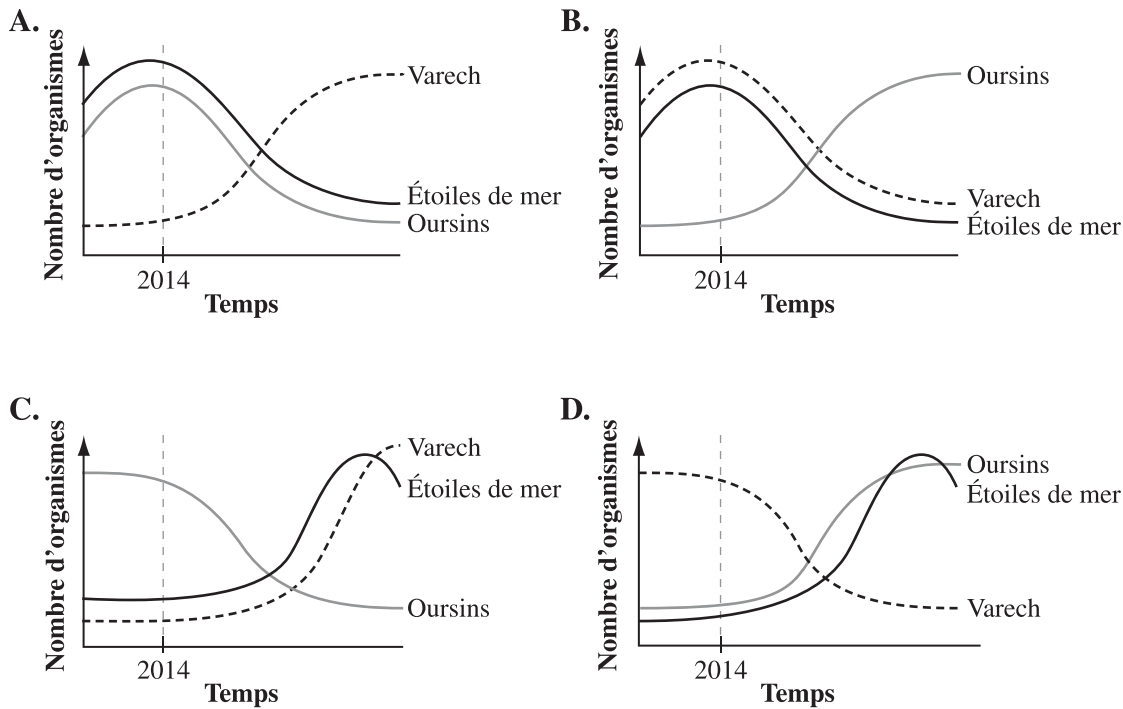 A.
Nombre d’organismes
Varech
Étoiles de mer
Oursins
2014
Temps
B.
Nombre d’organismes
Oursins
Varech
Étoiles de mer
2014
Temps
C.
Nombre d’organismes
Varech
Étoiles de mer
Oursins
2014
Temps
D.
Nombre d’organismes
Oursins
Étoiles de mer
Varech
2014
Temps